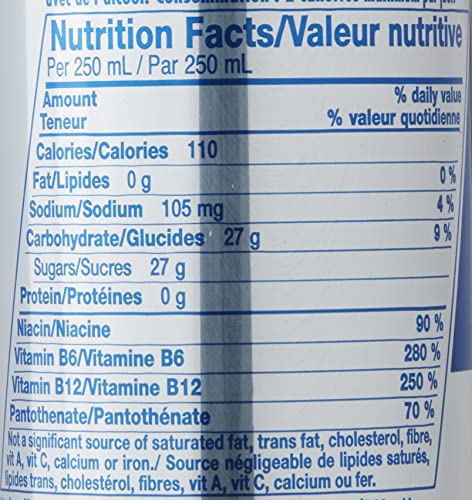 Nutrition Facts/Valeur nutritive
Per 250 mL / Par 250 mL
Amount % daily value
Teneur % valeur quotidienne
Calories/Calories 110
Fat/Lipides 0 g 0 %
Sodium/Sodium 105 mg 4 %
Carbohydrate/Glucides 27 g 9 %
Sugars/Sucres 27 g
Protein/Protéines 0 g
Niacin/Niacine 90 %
Vitamin B6/Vitamine B6 280 %
Vitamin B12/Vitamine B12 250 %
Pantothenate/Pantothénate 70 %
Not a significant source of saturated fat, trans fat, cholesterol, fibre,
vit A, vit C, calcium or iron./ Source négligeable de lipides saturés,
lipides trans, cholestérol, fibres, vit A, vit C, calcium ou fer.